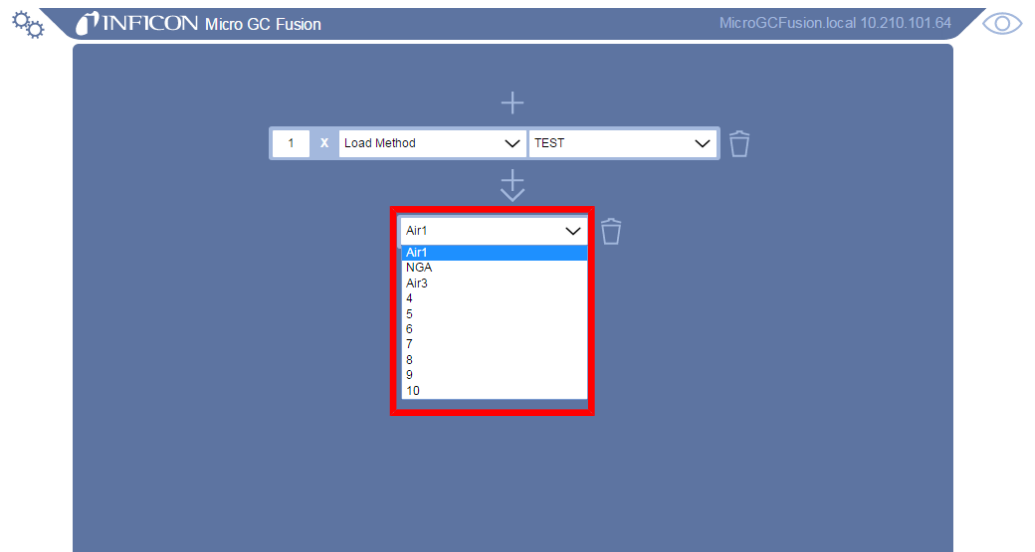 INFICON Micro GC Fusion MicroGCFusion.local 10.210.101.64
1 X Load Method TEST
Air1
Air1
NGA
Air3
4
5
6
7
8
9
10